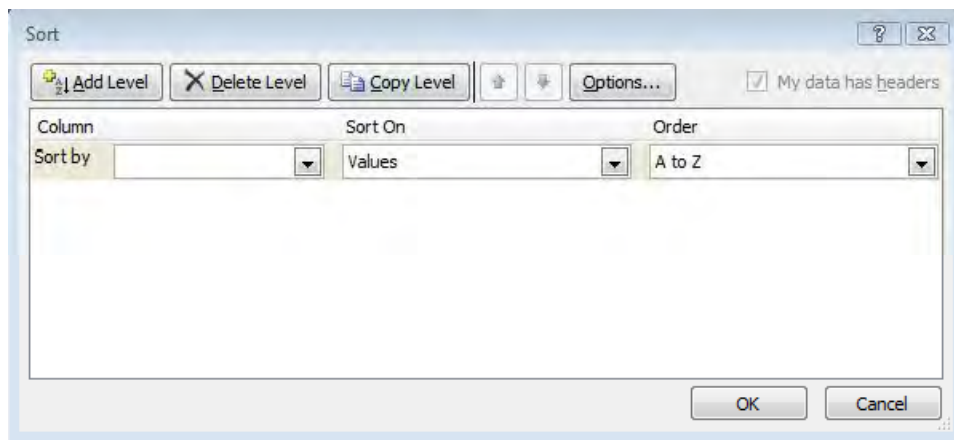 Sort
Add Level Delete Level Copy Level Options... My data has headers
Column Sort On Order
Sort by Values A to Z
OK Cancel